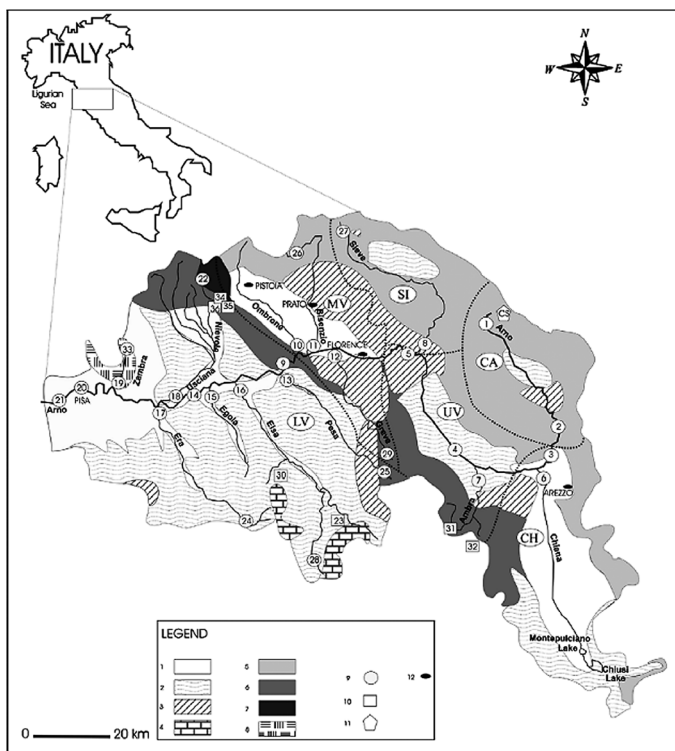 ITALY
Ligurian
Sea
N
W E
S
27
Sieve
26
22
PISTOIA
SI
34
35
36
PRATO
MV
Ombrone
Bisenzio
CS
1
Arno
33
Nievole
10
11
FLORENCE
8
12
5
CA
Zambra
9
19
Usciana
13
20
21
PISA
Arno
18
14
15
16
17
Egola
Elsa
LV
Pesa
Greve
UV
2
Era
4
3
29
25
7
6
AREZZO
30
Ambra
24
23
31
32
CH
Chiana
28
Montepulciano
Lake
Chiusi
Lake
LEGEND
1 5 9 12
2 6 10
3 7 11
4 8
0 20 km